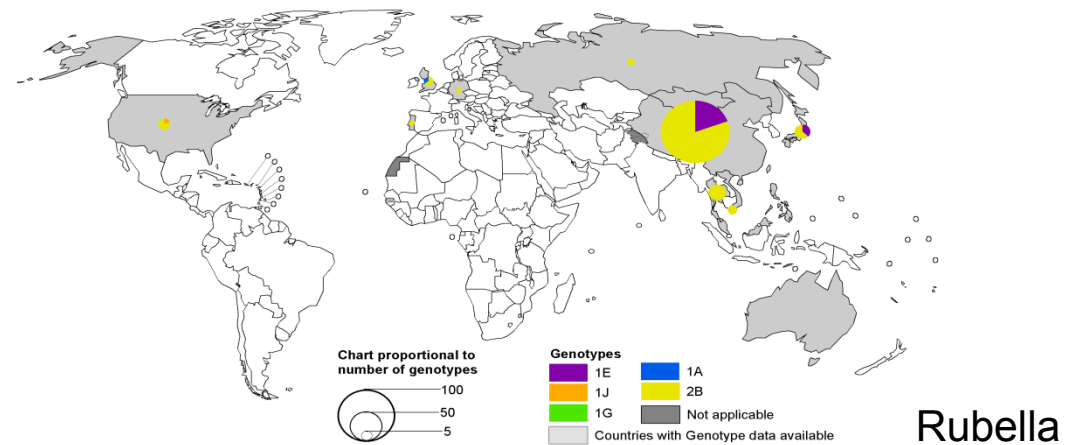 Chart proportional to
number of genotypes
100
50
5
Genotypes
1E
1A
1J
2B
1G
Not applicable
Countries with Genotype data available
Rubella